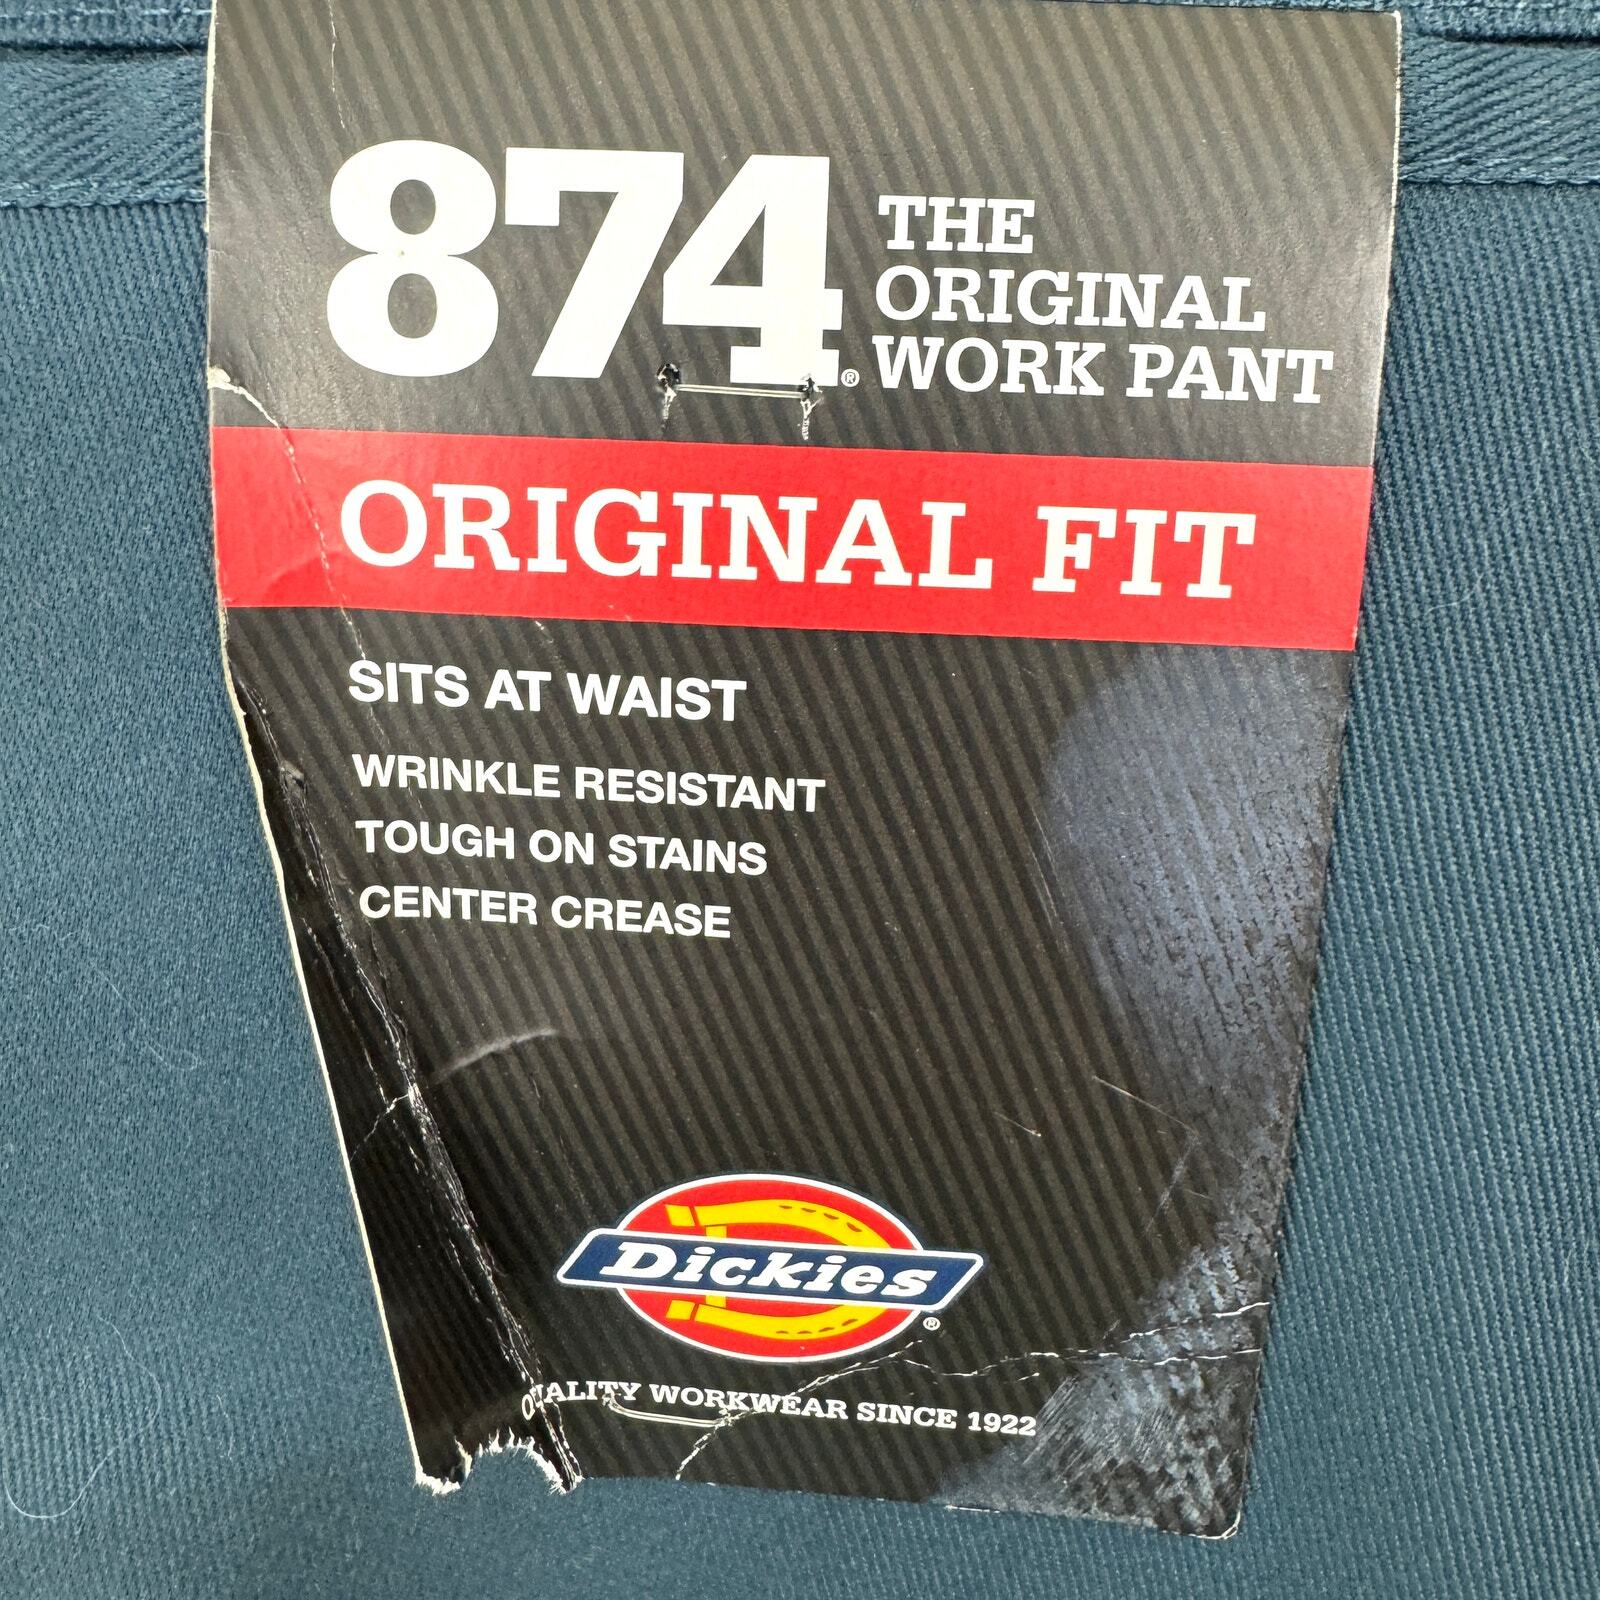 874® THE
ORIGINAL
WORK PANT
ORIGINAL FIT
SITS AT WAIST
WRINKLE RESISTANT
TOUGH ON STAINS
CENTER CREASE
Dickies®
QUALITY WORKWEAR SINCE 1922